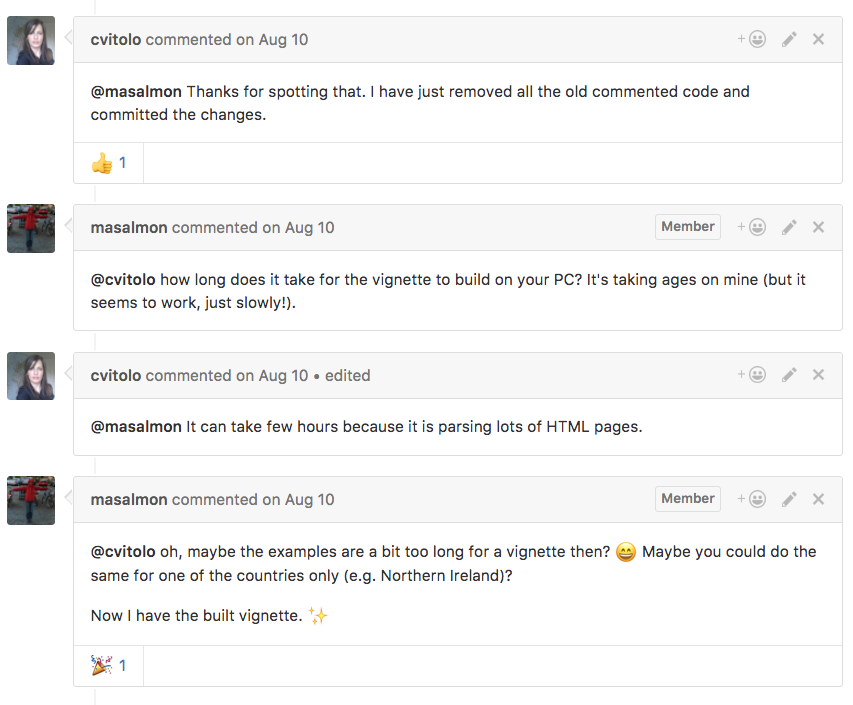 cvitolo commented on Aug 10
@masalmon Thanks for spotting that. I have just removed all the old commented code and
committed the changes.
👍 1
masalmon commented on Aug 10 Member
@cvitolo how long does it take for the vignette to build on your PC? It's taking ages on mine (but it
seems to work, just slowly!).
cvitolo commented on Aug 10 • edited
@masalmon It can take few hours because it is parsing lots of HTML pages.
masalmon commented on Aug 10 Member
@cvitolo oh, maybe the examples are a bit too long for a vignette then? 😄 Maybe you could do the
same for one of the countries only (e.g. Northern Ireland)?
Now I have the built vignette. ✨
🎉 1